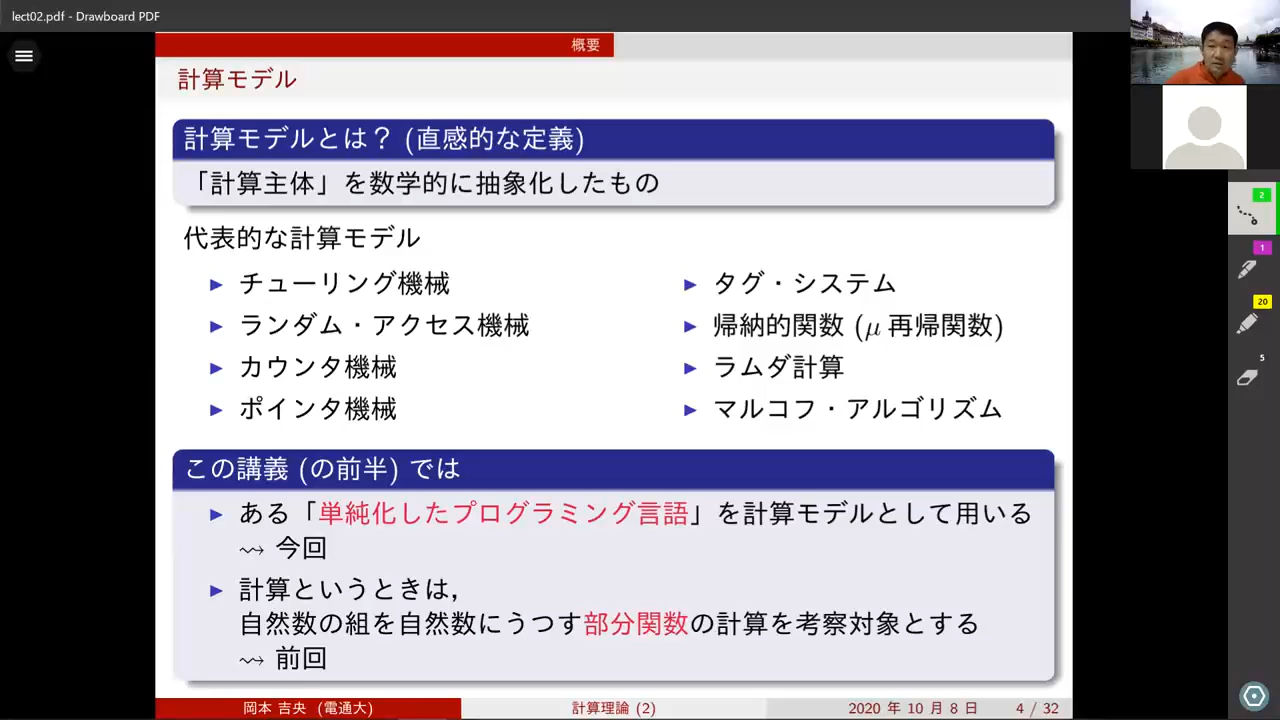 lect02.pdf - Drawboard PDF
概要
計算モデル
計算モデルとは？ (直感的な定義)
「計算主体」を数学的に抽象化したもの
代表的な計算モデル
▶ チューリング機械
▶ ランダム・アクセス機械
▶ カウンタ機械
▶ ポインタ機械
▶ タグ・システム
▶ 帰納的関数 (μ 再帰関数)
▶ ラムダ計算
▶ マルコフ・アルゴリズム
この講義 (の前半) では
▶ ある「単純化したプログラミング言語」を計算モデルとして用いる
⇝ 今回
▶ 計算というときは,
自然数の組を自然数にうつす部分関数の計算を考察対象とする
⇝ 前回
岡本 吉央 (電通大)
計算理論 (2)
2020 年 10 月 8 日
4 / 32
2
1
20
5